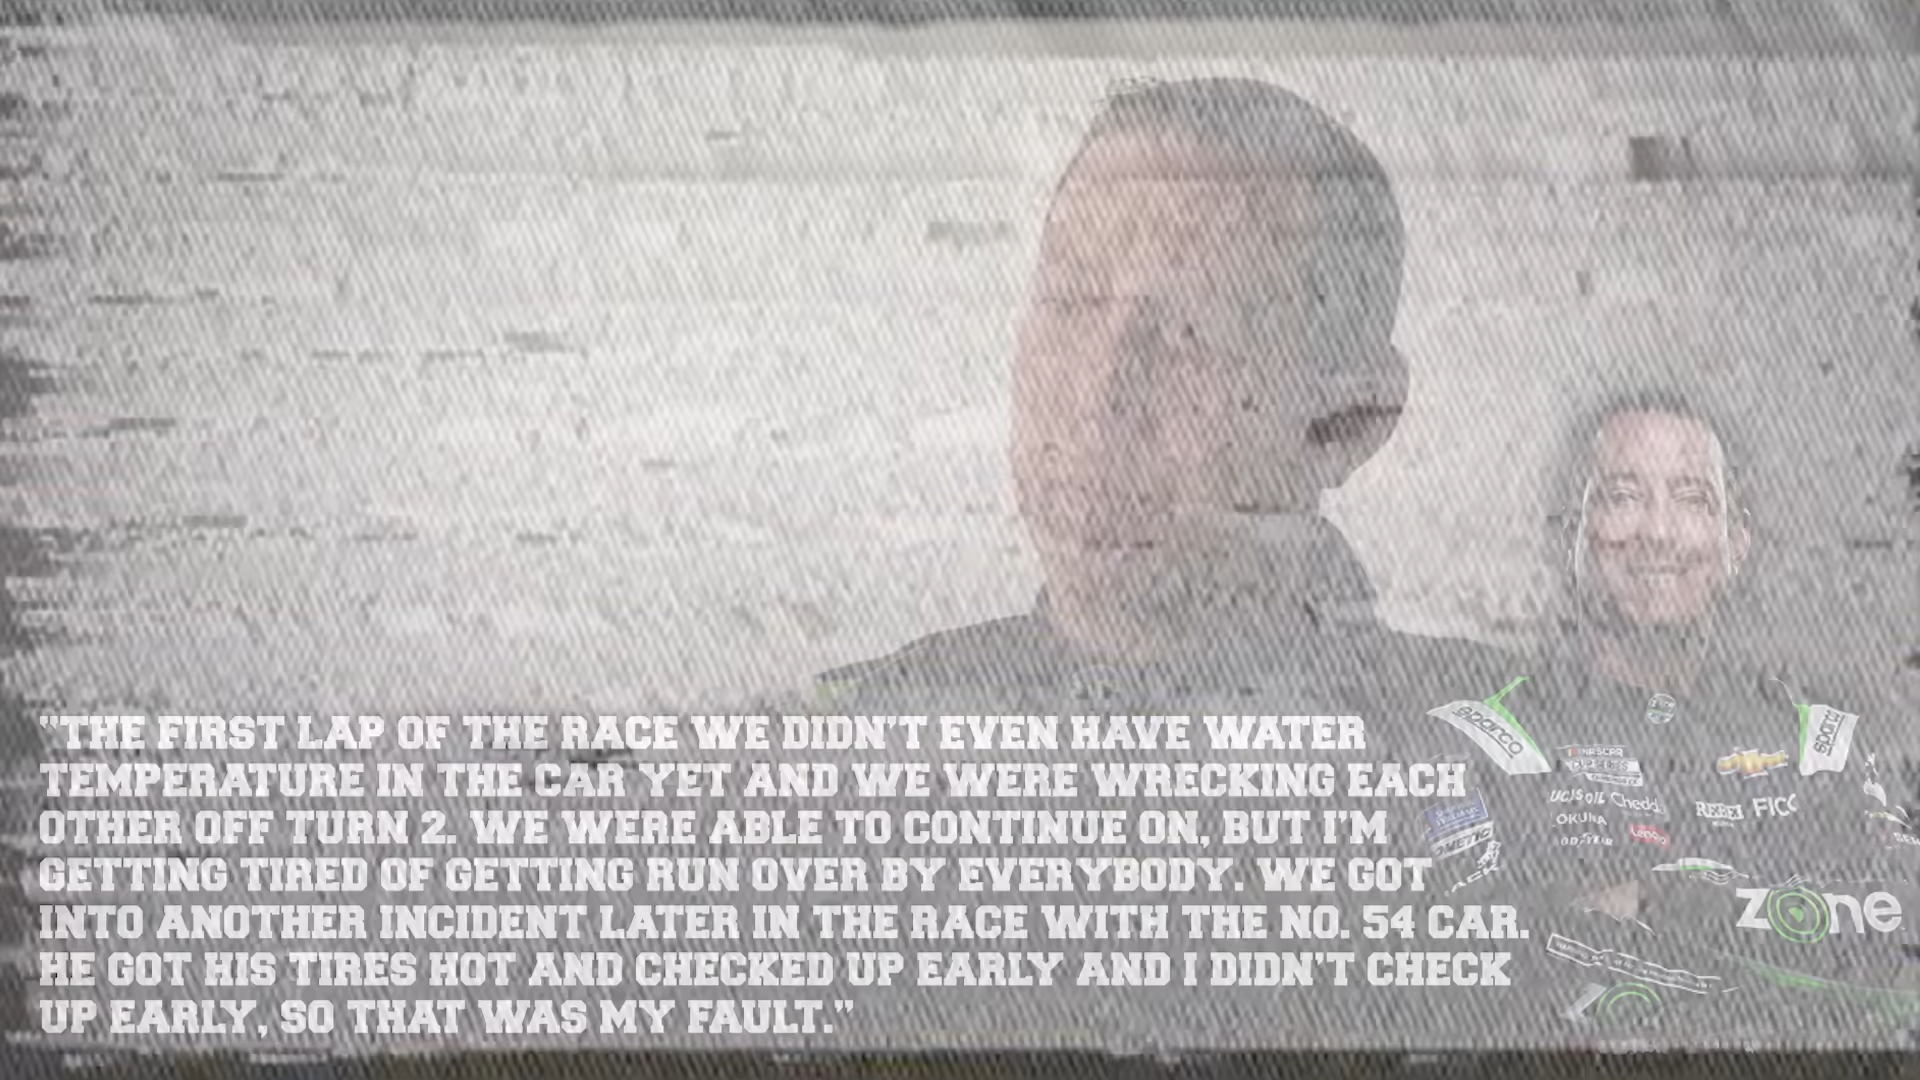 “THE FIRST LAP OF THE RACE WE DIDN’T EVEN HAVE WATER
TEMPERATURE IN THE CAR YET AND WE WERE WRECKING EACH
OTHER OFF TURN 2. WE WERE ABLE TO CONTINUE ON, BUT I’M
GETTING TIRED OF GETTING RUN OVER BY EVERYBODY. WE GOT
INTO ANOTHER INCIDENT LATER IN THE RACE WITH THE NO. 54 CAR.
HE GOT HIS TIRES HOT AND CHECKED UP EARLY AND I DIDN’T CHECK
UP EARLY, SO THAT WAS MY FAULT.”
sparco
sparco
NASCAR
CUP SERIES
OKUMA
REBEL
Lenovo
zone